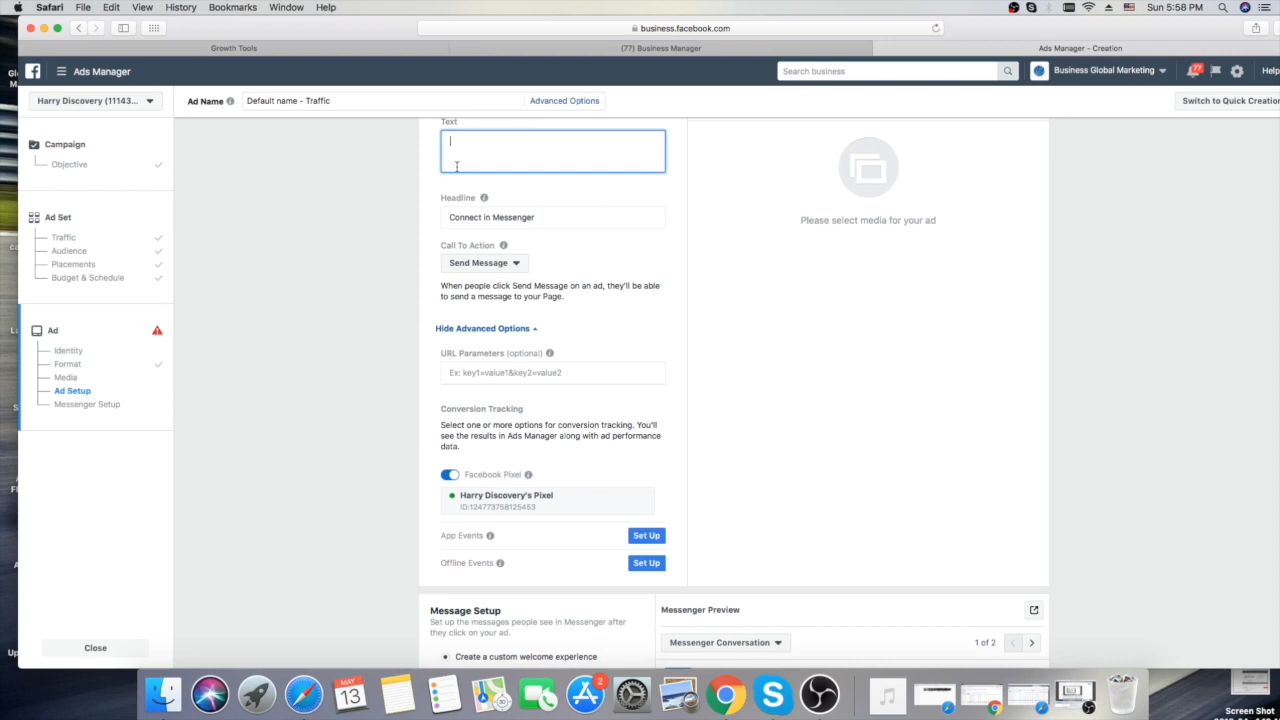 Safari File Edit View History Bookmarks Window Help
Sun 5:58 PM
business.facebook.com
Growth Tools
(77) Business Manager
Ads Manager - Creation
Ads Manager
Search business
Business Global Marketing
77
Help
Harry Discovery (11143...
Ad Name
Default name - Traffic
Advanced Options
Switch to Quick Creation
Campaign
Objective
Ad Set
Traffic
Audience
Placements
Budget & Schedule
Ad
Identity
Format
Media
Ad Setup
Messenger Setup
Close
Text
Headline
Connect in Messenger
Call To Action
Send Message
When people click Send Message on an ad, they'll be able
to send a message to your Page.
Hide Advanced Options
URL Parameters (optional)
Ex: key1=value1&key2=value2
Conversion Tracking
Select one or more options for conversion tracking. You'll
see the results in Ads Manager along with ad performance
data.
Facebook Pixel
Harry Discovery's Pixel
ID:124773758125453
App Events
Set Up
Offline Events
Set Up
Please select media for your ad
Message Setup
Set up the messages people see in Messenger after
they click on your ad.
Create a custom welcome experience
Messenger Preview
Messenger Conversation
1 of 2
MAY
13
2
Screen Shot